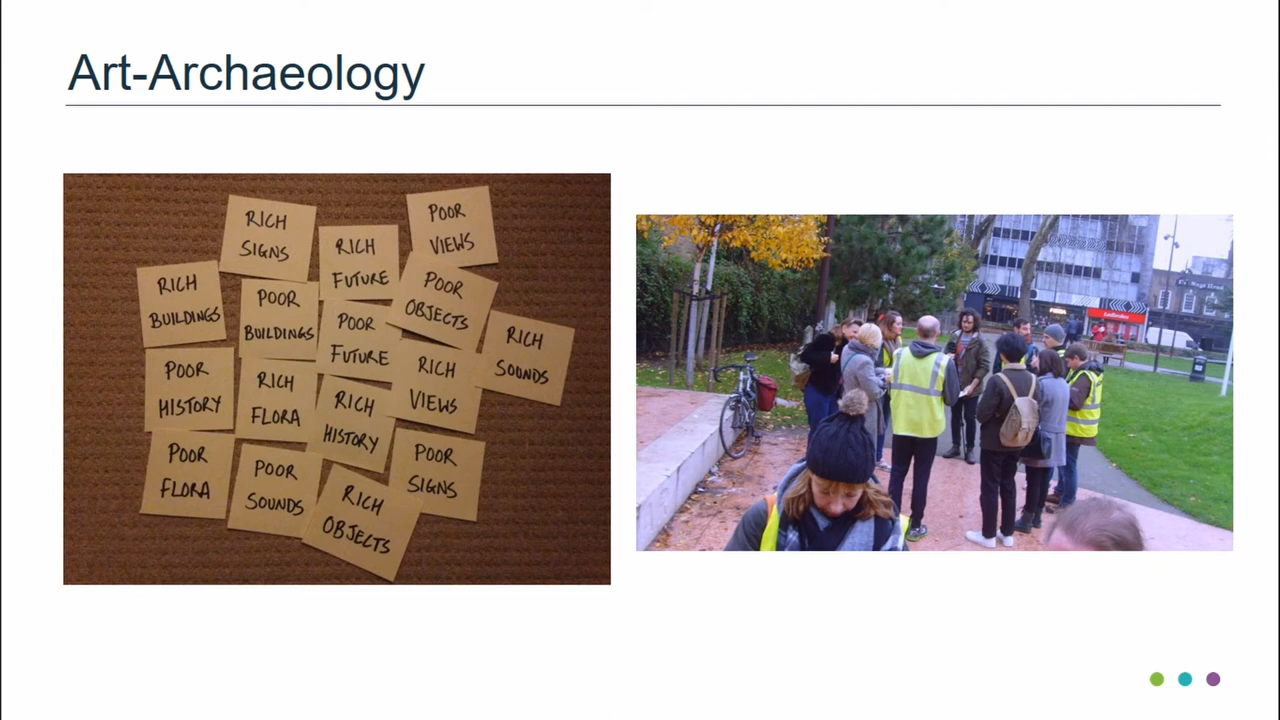 Art-Archaeology
RICH
SIGNS
POOR
VIEWS
RICH
FUTURE
RICH
BUILDINGS
POOR
BUILDINGS
POOR
OBJECTS
POOR
FUTURE
RICH
SOUNDS
POOR
HISTORY
RICH
FLORA
RICH
VIEWS
RICH
HISTORY
POOR
FLORA
POOR
SOUNDS
POOR
SIGNS
RICH
OBJECTS
Ladbrokes